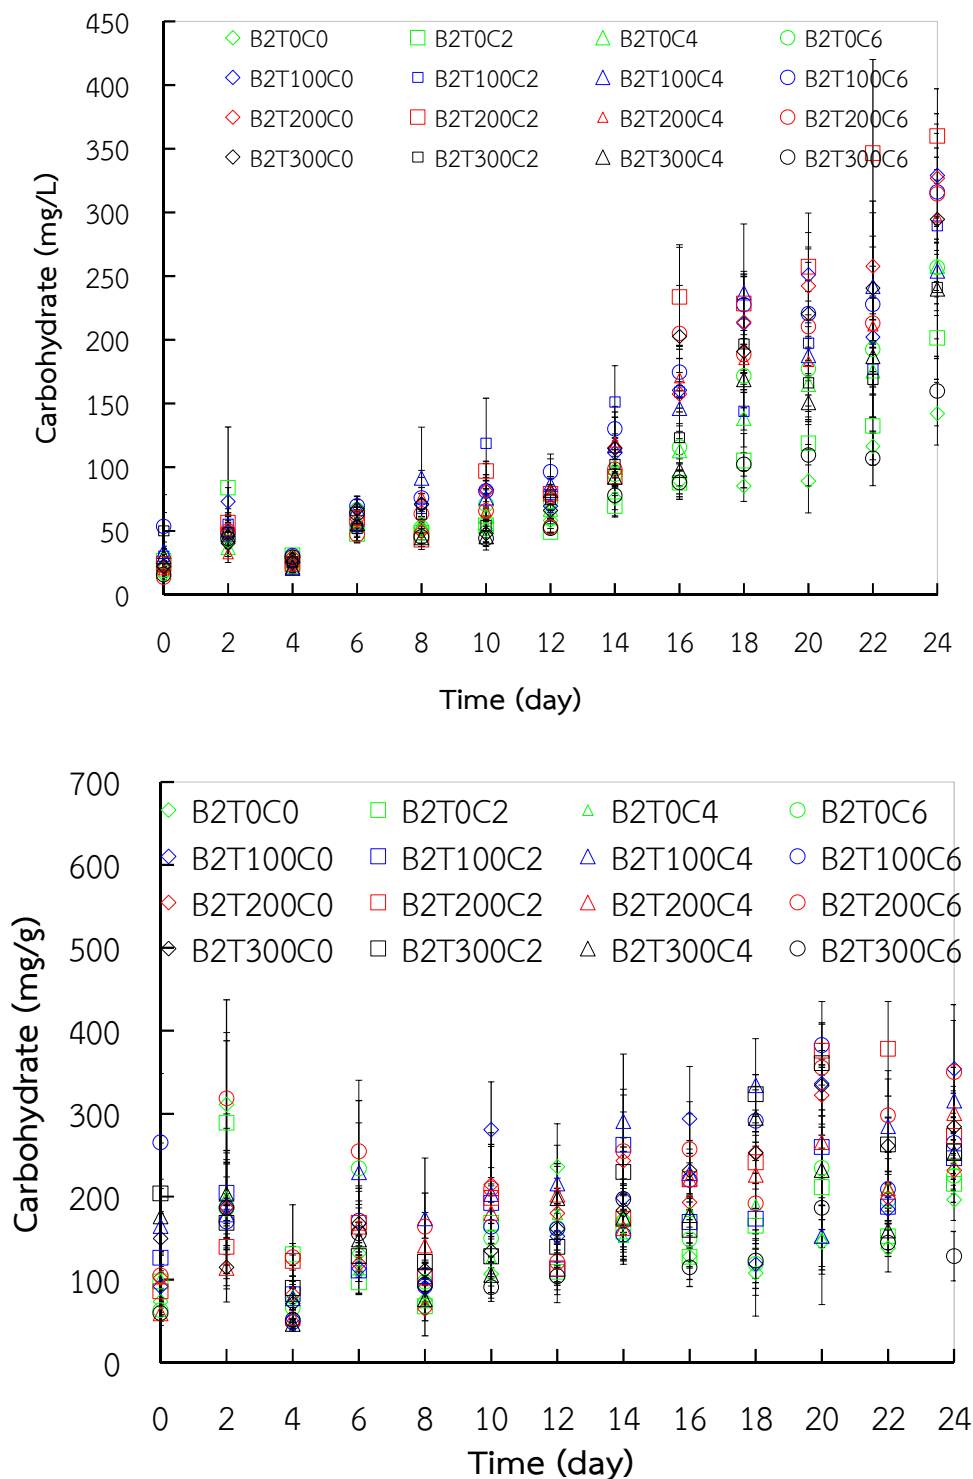 450
400
350
300
250
200
150
100
50
0
Carbohydrate (mg/L)
B2T0C0 B2T0C2 B2T0C4 B2T0C6
B2T100C0 B2T100C2 B2T100C4 B2T100C6
B2T200C0 B2T200C2 B2T200C4 B2T200C6
B2T300C0 B2T300C2 B2T300C4 B2T300C6
0 2 4 6 8 10 12 14 16 18 20 22 24
Time (day)
700
600
500
400
300
200
100
0
Carbohydrate (mg/g)
B2T0C0 B2T0C2 B2T0C4 B2T0C6
B2T100C0 B2T100C2 B2T100C4 B2T100C6
B2T200C0 B2T200C2 B2T200C4 B2T200C6
B2T300C0 B2T300C2 B2T300C4 B2T300C6
0 2 4 6 8 10 12 14 16 18 20 22 24
Time (day)